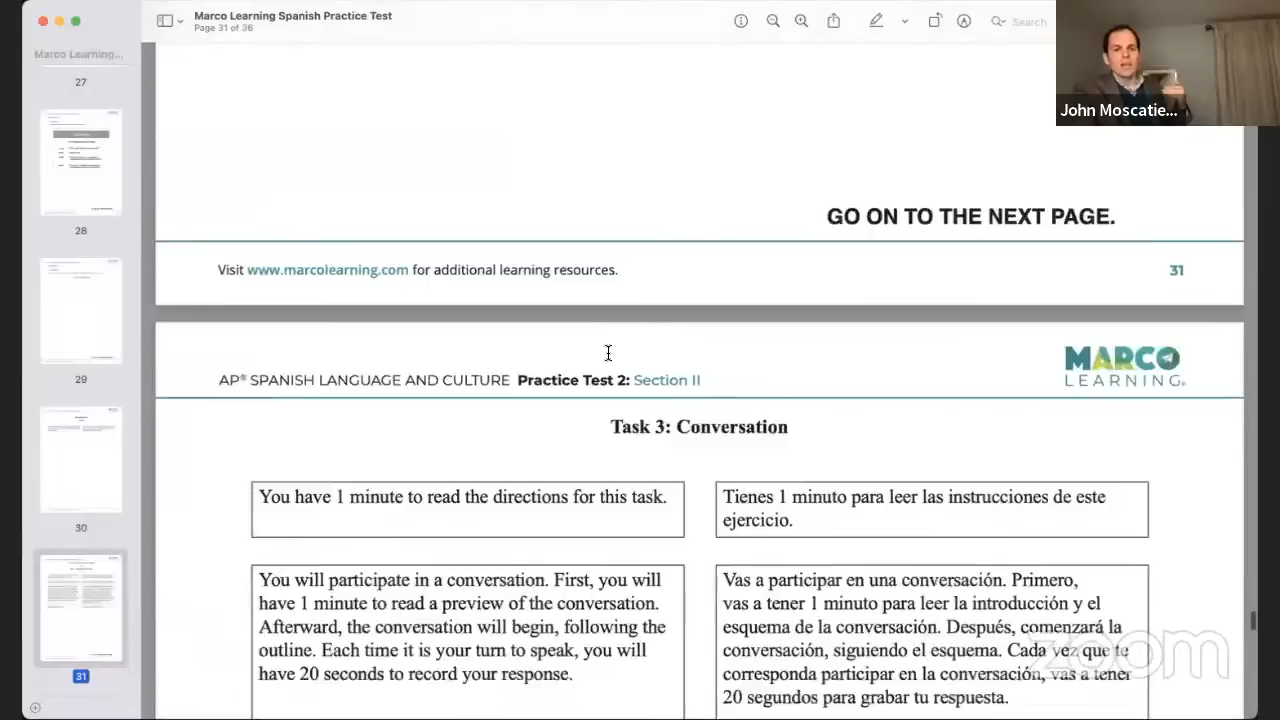 Marco Learning Spanish Practice Test
Page 31 of 36
Search
Marco Learning...
27
28
29
30
31
John Moscatie...
GO ON TO THE NEXT PAGE.
Visit www.marcolearning.com for additional learning resources.
31
AP® SPANISH LANGUAGE AND CULTURE Practice Test 2: Section II
MARCO
LEARNING
Task 3: Conversation
You have 1 minute to read the directions for this task.
Tienes 1 minuto para leer las instrucciones de este
ejercicio.
You will participate in a conversation. First, you will
have 1 minute to read a preview of the conversation.
Afterward, the conversation will begin, following the
outline. Each time it is your turn to speak, you will
have 20 seconds to record your response.
Vas a participar en una conversación. Primero,
vas a tener 1 minuto para leer la introducción y el
esquema de la conversación. Después, comenzará la
conversación, siguiendo el esquema. Cada vez que te
corresponda participar en la conversación, vas a tener
20 segundos para grabar tu respuesta.
zoom